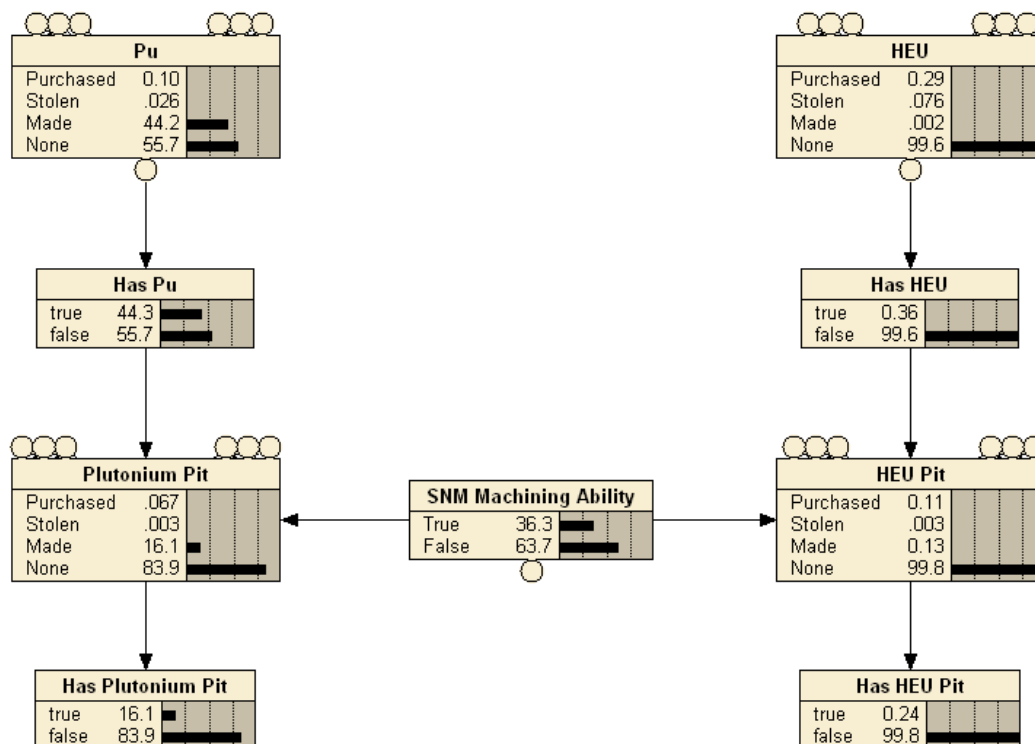 Pu
Purchased 0.10
Stolen .026
Made 44.2
None 55.7
HEU
Purchased 0.29
Stolen .076
Made .002
None 99.6
Has Pu
true 44.3
false 55.7
Has HEU
true 0.36
false 99.6
Plutonium Pit
Purchased .067
Stolen .003
Made 16.1
None 83.9
SNM Machining Ability
True 36.3
False 63.7
HEU Pit
Purchased 0.11
Stolen .003
Made 0.13
None 99.8
Has Plutonium Pit
true 16.1
false 83.9
Has HEU Pit
true 0.24
false 99.8